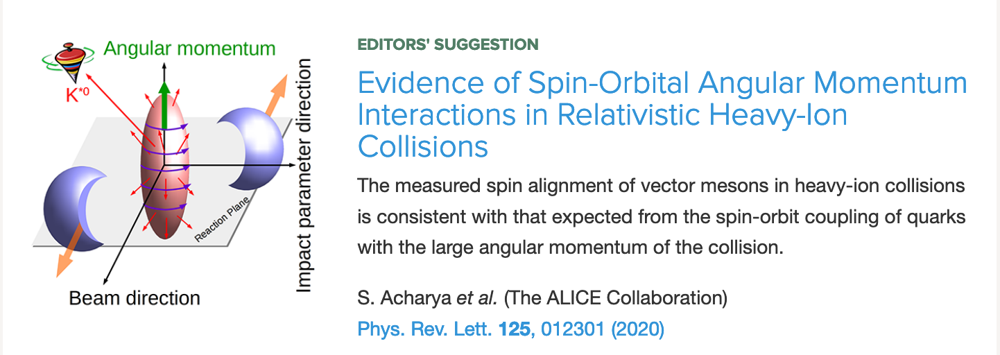 Angular momentum
K*0
Impact parameter direction
Reaction Plane
Beam direction
EDITORS' SUGGESTION
Evidence of Spin-Orbital Angular Momentum
Interactions in Relativistic Heavy-Ion
Collisions
The measured spin alignment of vector mesons in heavy-ion collisions
is consistent with that expected from the spin-orbit coupling of quarks
with the large angular momentum of the collision.
S. Acharya et al. (The ALICE Collaboration)
Phys. Rev. Lett. 125, 012301 (2020)